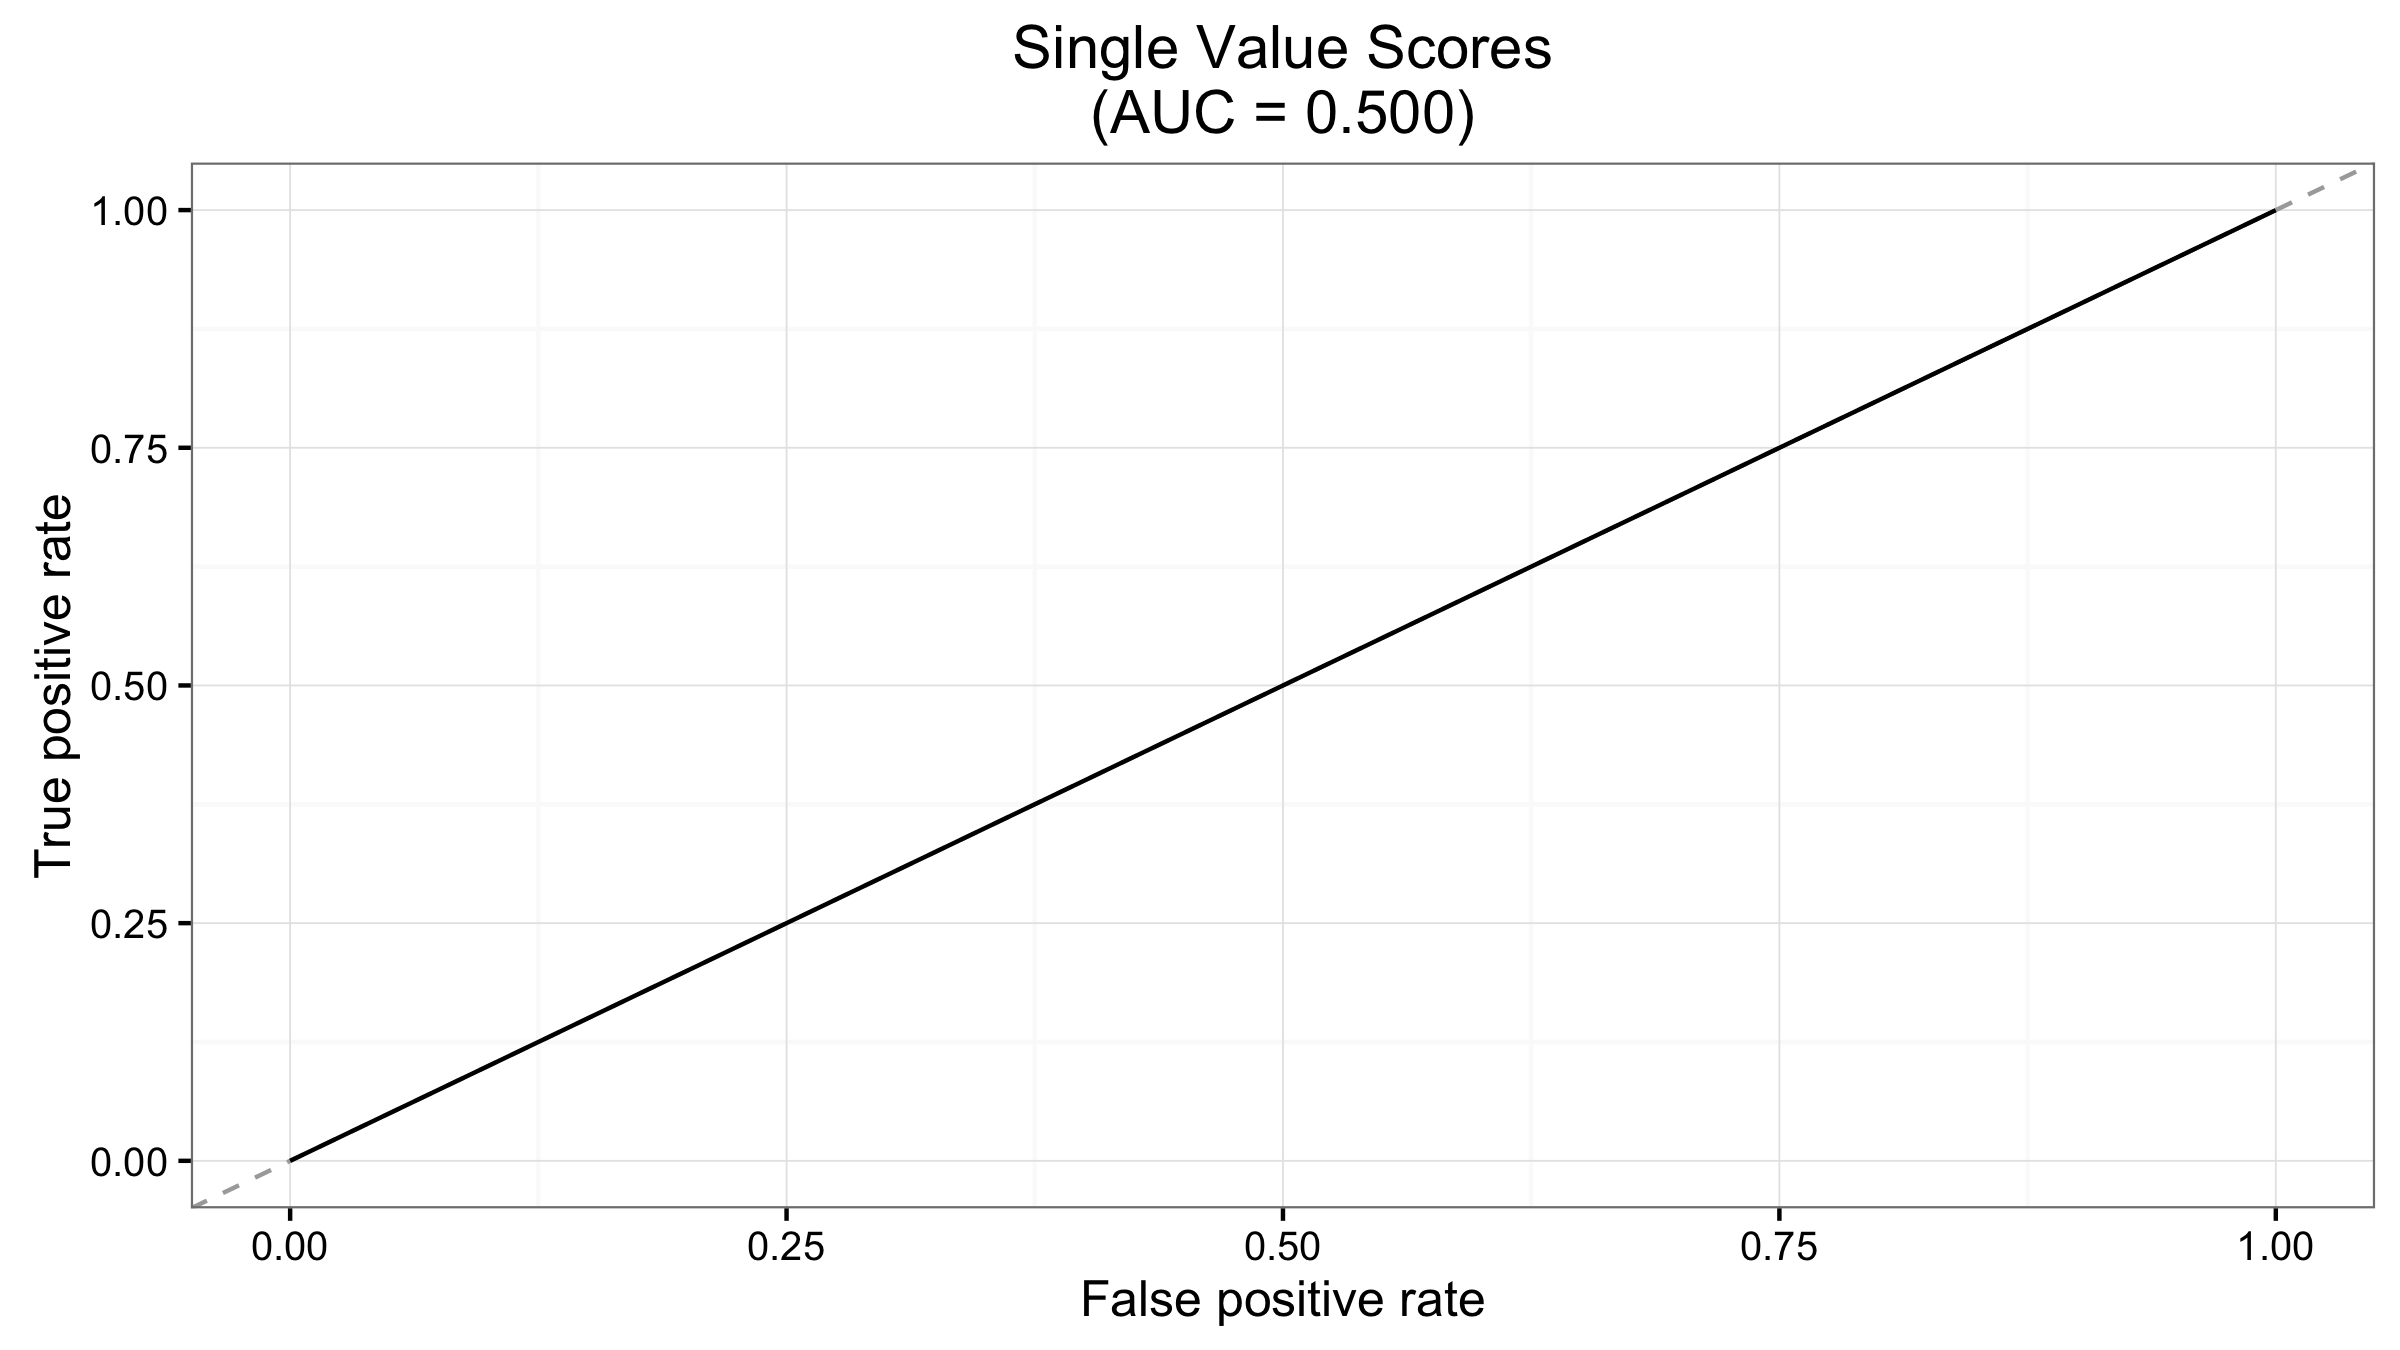 Single Value Scores
(AUC = 0.500)
1.00
0.75
0.50
0.25
0.00
True positive rate
0.00 0.25 0.50 0.75 1.00
False positive rate